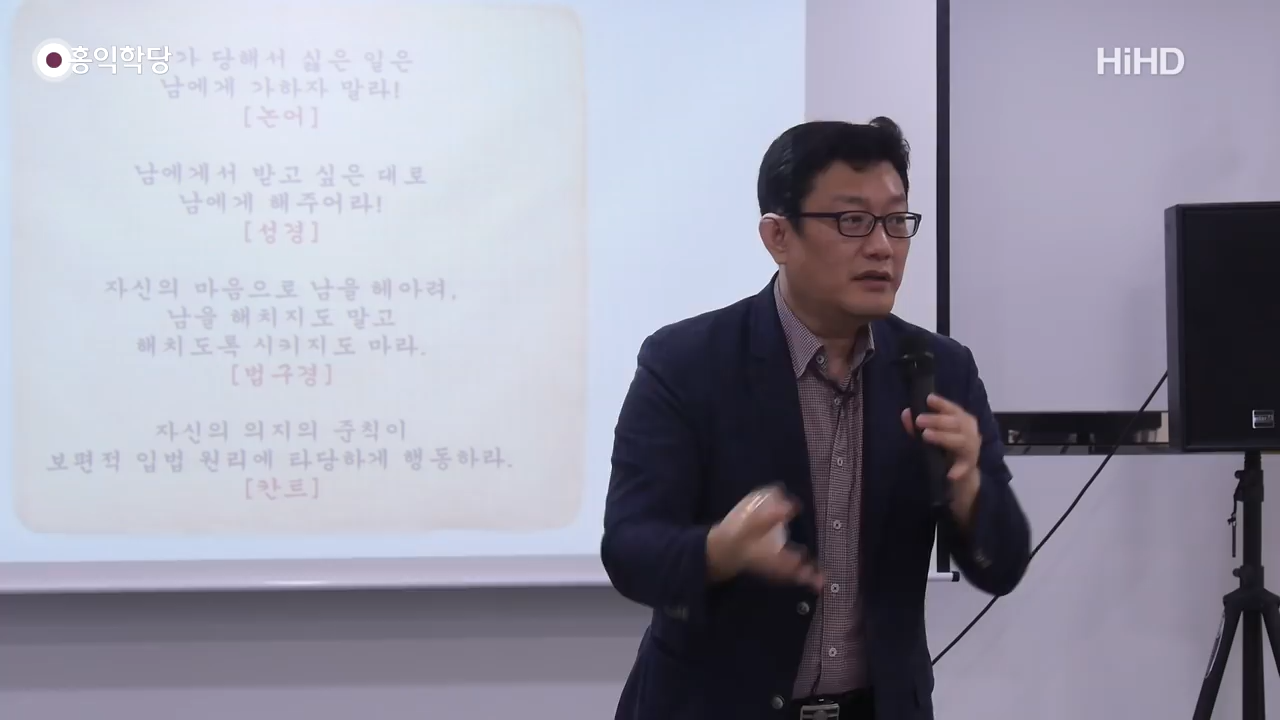 홍익학당
HiHD
가 당해서 싫은 일은
남에게 가하자 말라!
[논어]
남에게서 받고 싶은 대로
남에게 해주어라!
[성경]
자신의 마음으로 남을 헤아려,
남을 해치지도 말고
해치도록 시키지도 마라.
[법구경]
자신의 의지의 준칙이
입법 원리에 타당하게 행동하라.
[칸트]